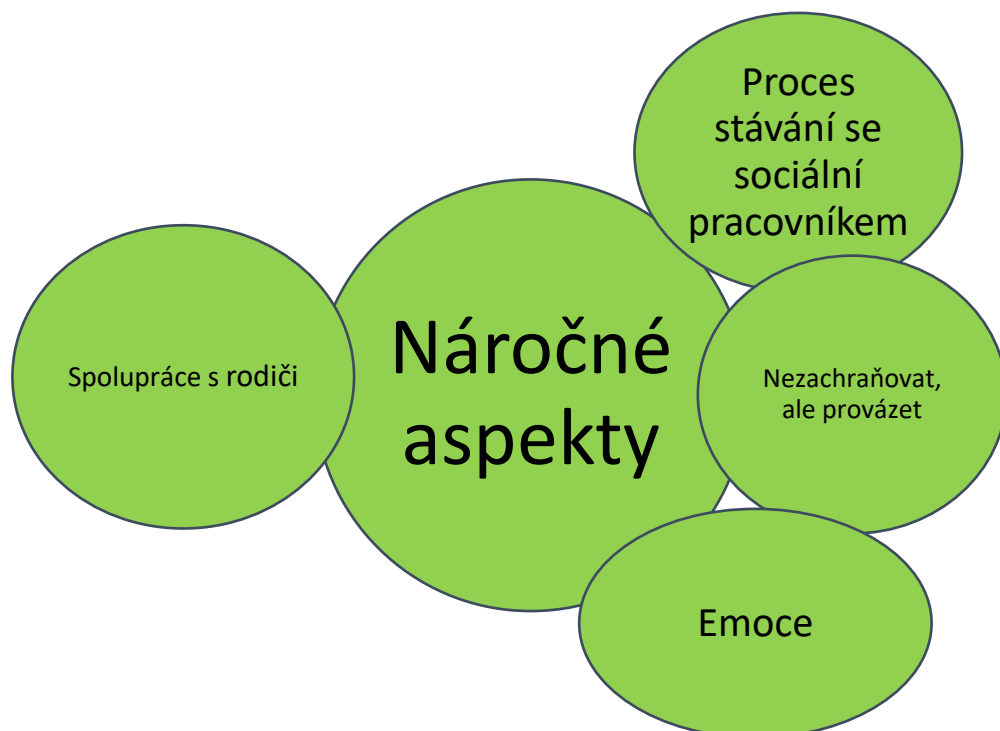 Proces
stávání se
sociální
pracovníkem
Náročné
aspekty
Spolupráce s rodiči
Nezachraňovat,
ale provázet
Emoce